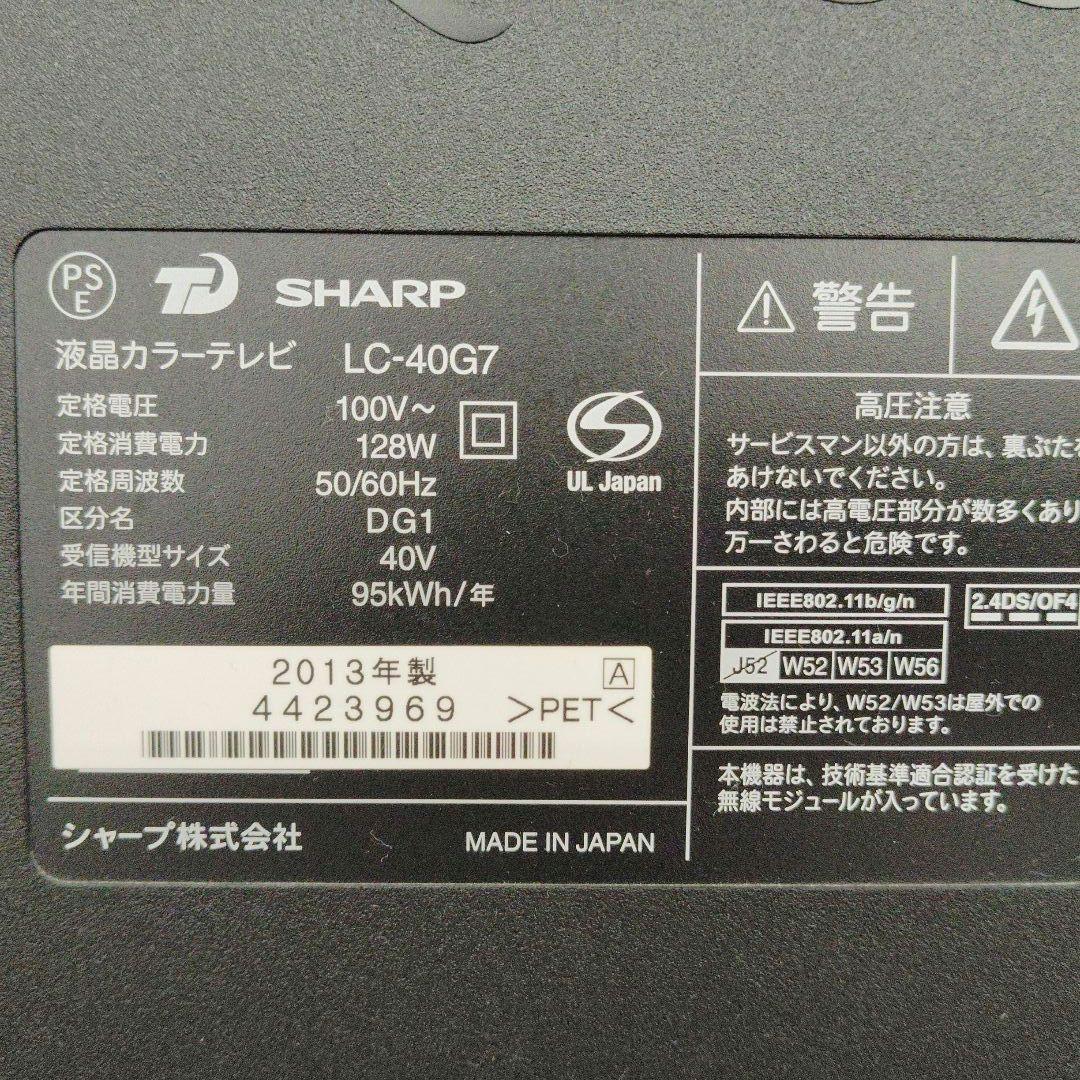 PS
E
SHARP
液晶カラーテレビ LC-40G7
定格電圧 100V～
定格消費電力 128W
定格周波数 50/60Hz
区分名 DG1
受信機型サイズ 40V
年間消費電力量 95kWh/年
UL Japan
2013年製 A
4423969 >PET<
シャープ株式会社 MADE IN JAPAN
警告
高圧注意
サービスマン以外の方は、裏ぶたを
あけないでください。
内部には高電圧部分が数多くあり
万一さわると危険です。
IEEE802.11b/g/n 2.4DS/OF4
IEEE802.11a/n
J52 W52 W53 W56
電波法により、W52/W53は屋外での
使用は禁止されております。
本機器は、技術基準適合認証を受けた
無線モジュールが入っています。